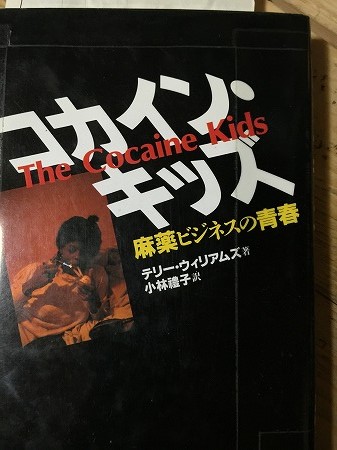 コカイン・
The Cocaine Kids
キッズ
麻薬ビジネスの青春
テリー・ウィリアムズ著
小林禮子訳